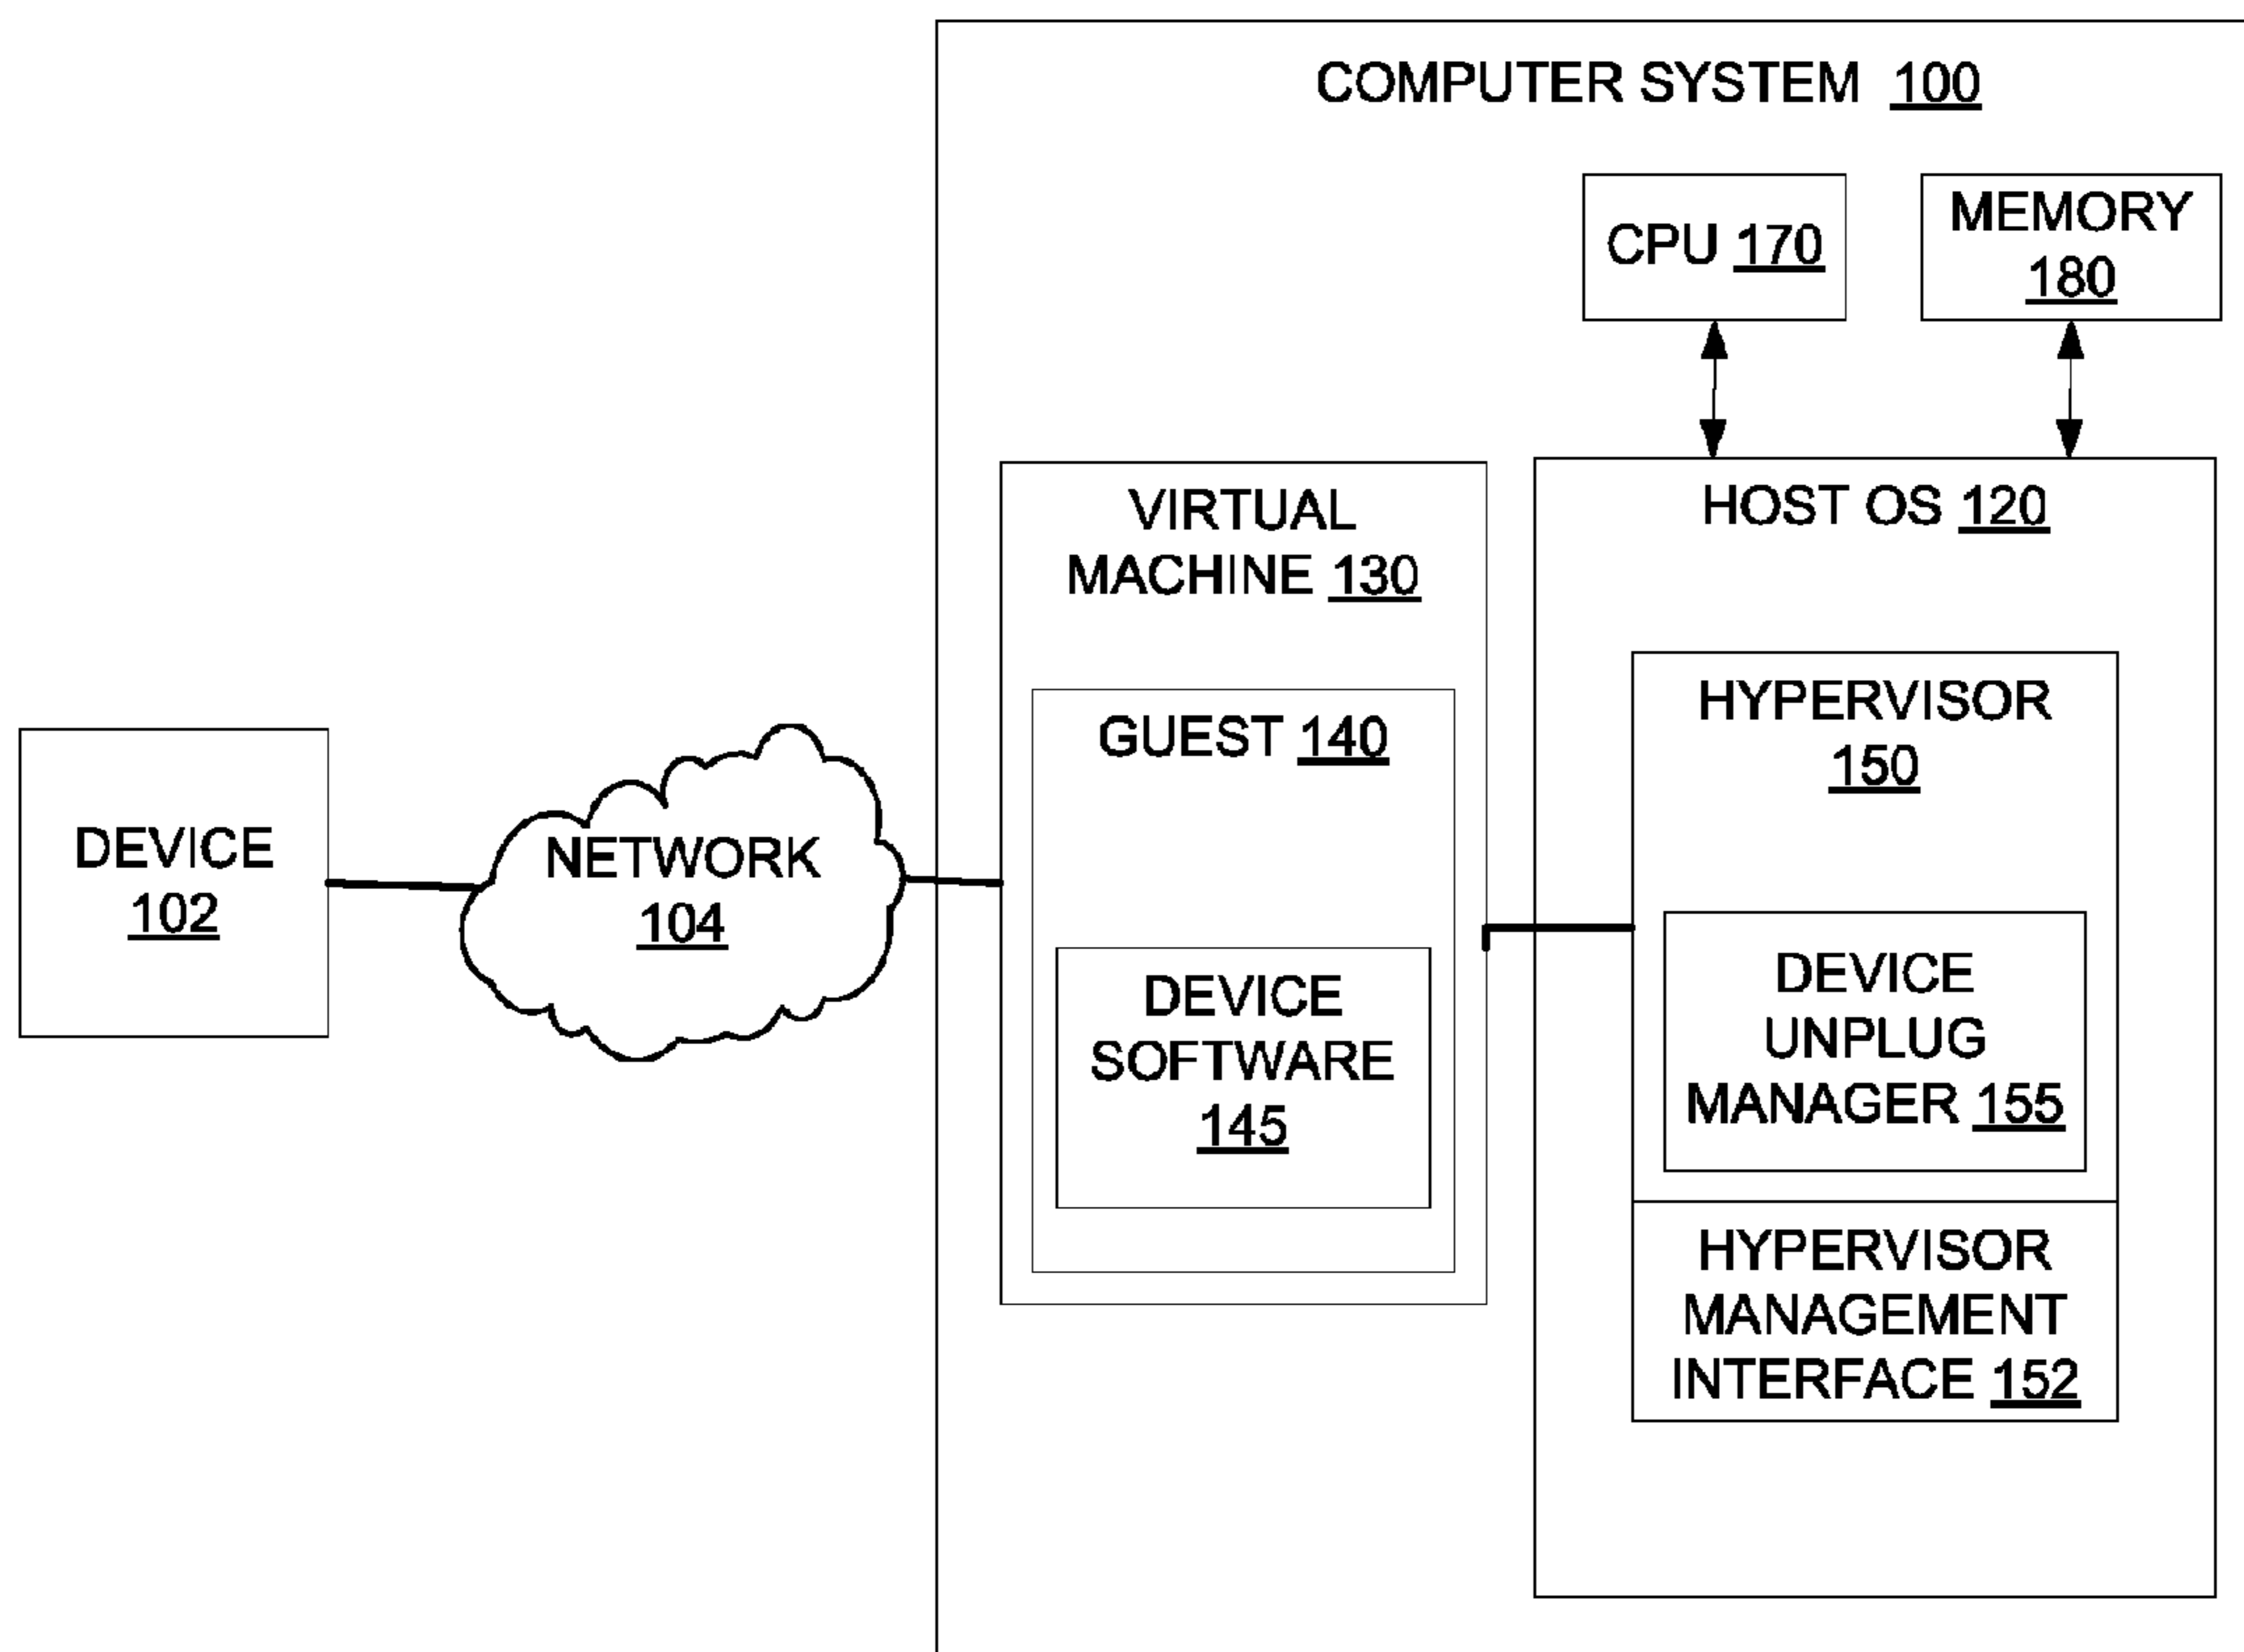 COMPUTER SYSTEM 100
CPU 170
MEMORY
180
VIRTUAL
MACHINE 130
HOST OS 120
GUEST 140
HYPERVISOR
150
DEVICE
102
NETWORK
104
DEVICE
SOFTWARE
145
DEVICE
UNPLUG
MANAGER 155
HYPERVISOR
MANAGEMENT
INTERFACE 152